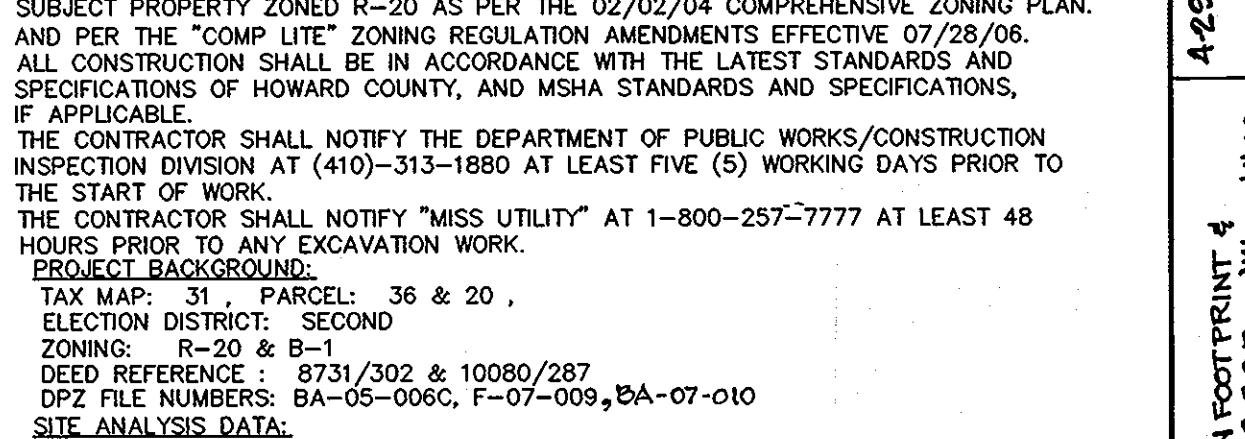 SUBJECT PROPERTY ZONED R-20 AS PER THE 02/02/04 COMPREHENSIVE ZONING PLAN.
AND PER THE "COMP LITE" ZONING REGULATION AMENDMENTS EFFECTIVE 07/28/06.
ALL CONSTRUCTION SHALL BE IN ACCORDANCE WITH THE LATEST STANDARDS AND
SPECIFICATIONS OF HOWARD COUNTY, AND MSHA STANDARDS AND SPECIFICATIONS,
IF APPLICABLE.
THE CONTRACTOR SHALL NOTIFY THE DEPARTMENT OF PUBLIC WORKS/CONSTRUCTION
INSPECTION DIVISION AT (410)-313-1880 AT LEAST FIVE (5) WORKING DAYS PRIOR TO
THE START OF WORK.
THE CONTRACTOR SHALL NOTIFY "MISS UTILITY" AT 1-800-257-7777 AT LEAST 48
HOURS PRIOR TO ANY EXCAVATION WORK.
PROJECT BACKGROUND:
TAX MAP: 31 , PARCEL: 36 & 20 ,
ELECTION DISTRICT: SECOND
ZONING: R-20 & B-1
DEED REFERENCE : 8731/302 & 10080/287
DPZ FILE NUMBERS: BA-05-006C, F-07-009, BA-07-010
SITE ANALYSIS DATA:
FOOTPRINT &